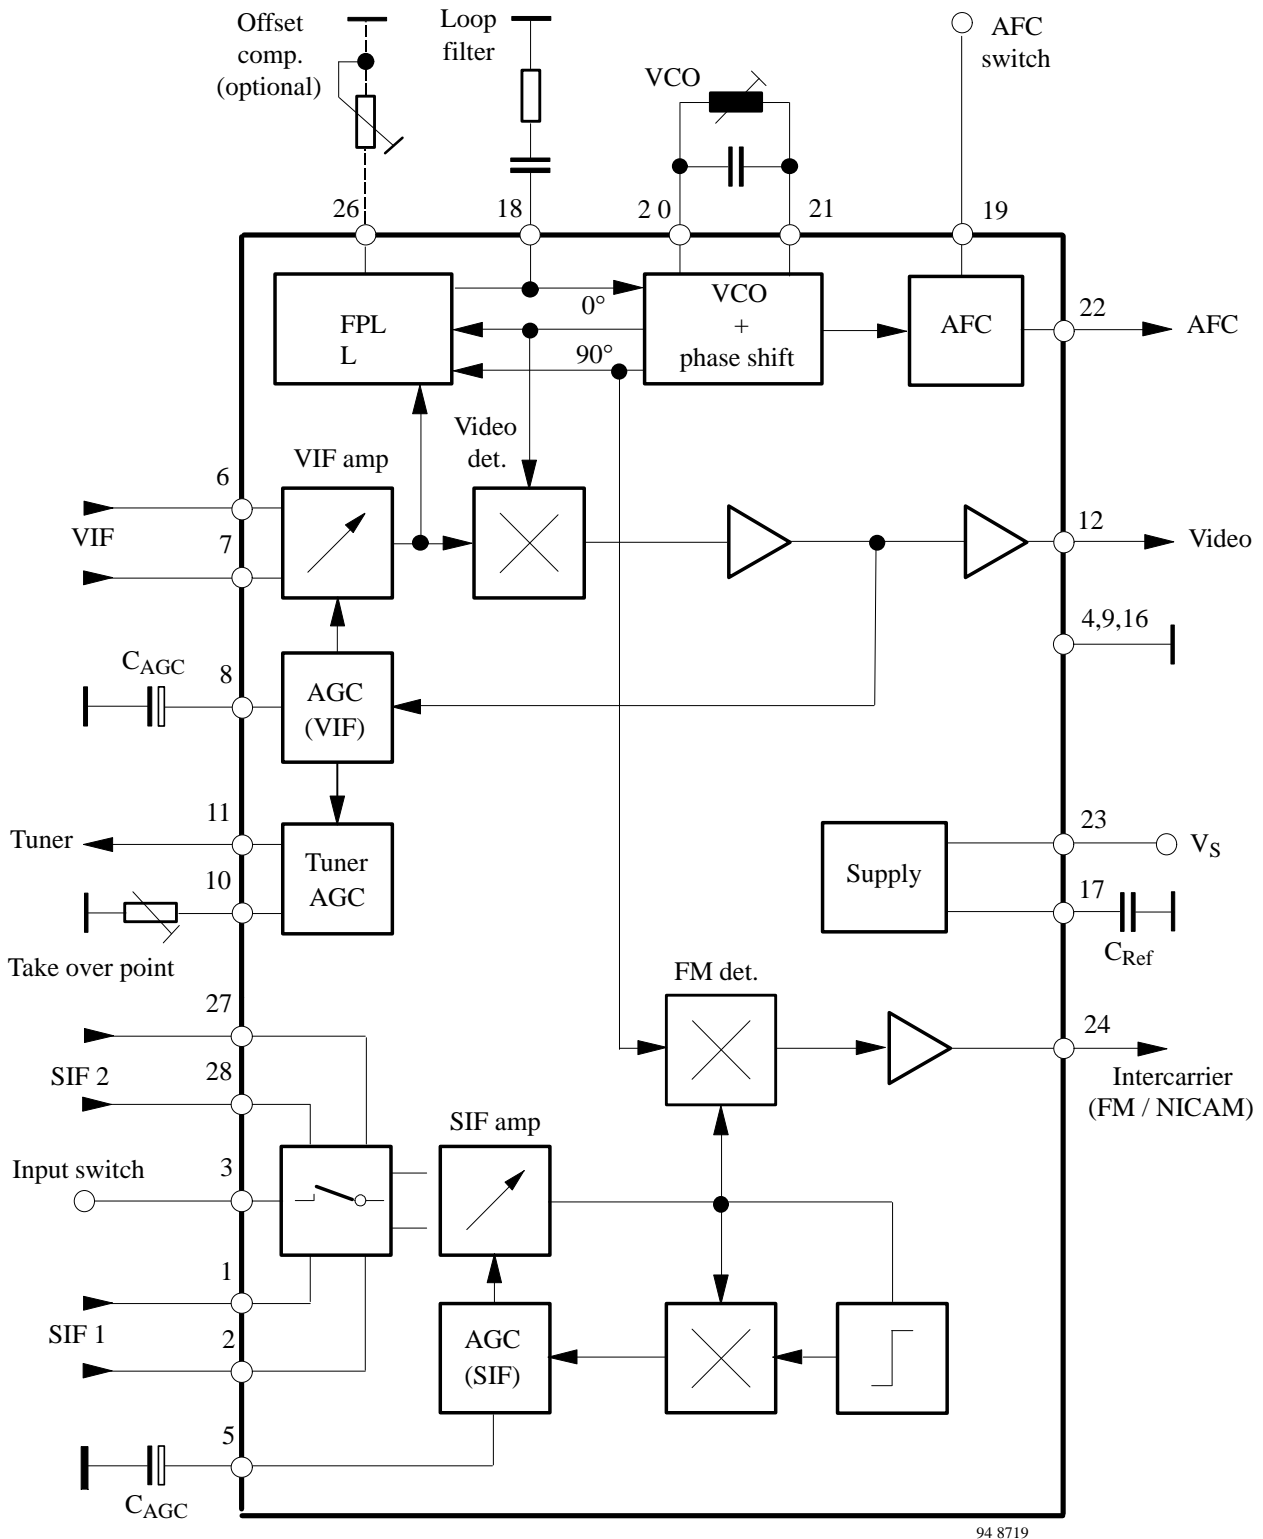 Offset
comp.
(optional)
Loop
filter
VCO
AFC
switch
26
18
2 0
21
19
FPL
L
0°
90°
VCO
+
phase shift
AFC
22
AFC
Video
det.
VIF amp
6
VIF
7
12
Video
4,9,16
CAGC
8
AGC
(VIF)
11
Tuner
10
Tuner
AGC
Take over point
Supply
23
VS
17
CRef
FM det.
27
SIF 2
28
24
Intercarrier
(FM / NICAM)
SIF amp
Input switch
3
1
SIF 1
2
AGC
(SIF)
5
CAGC
94 8719